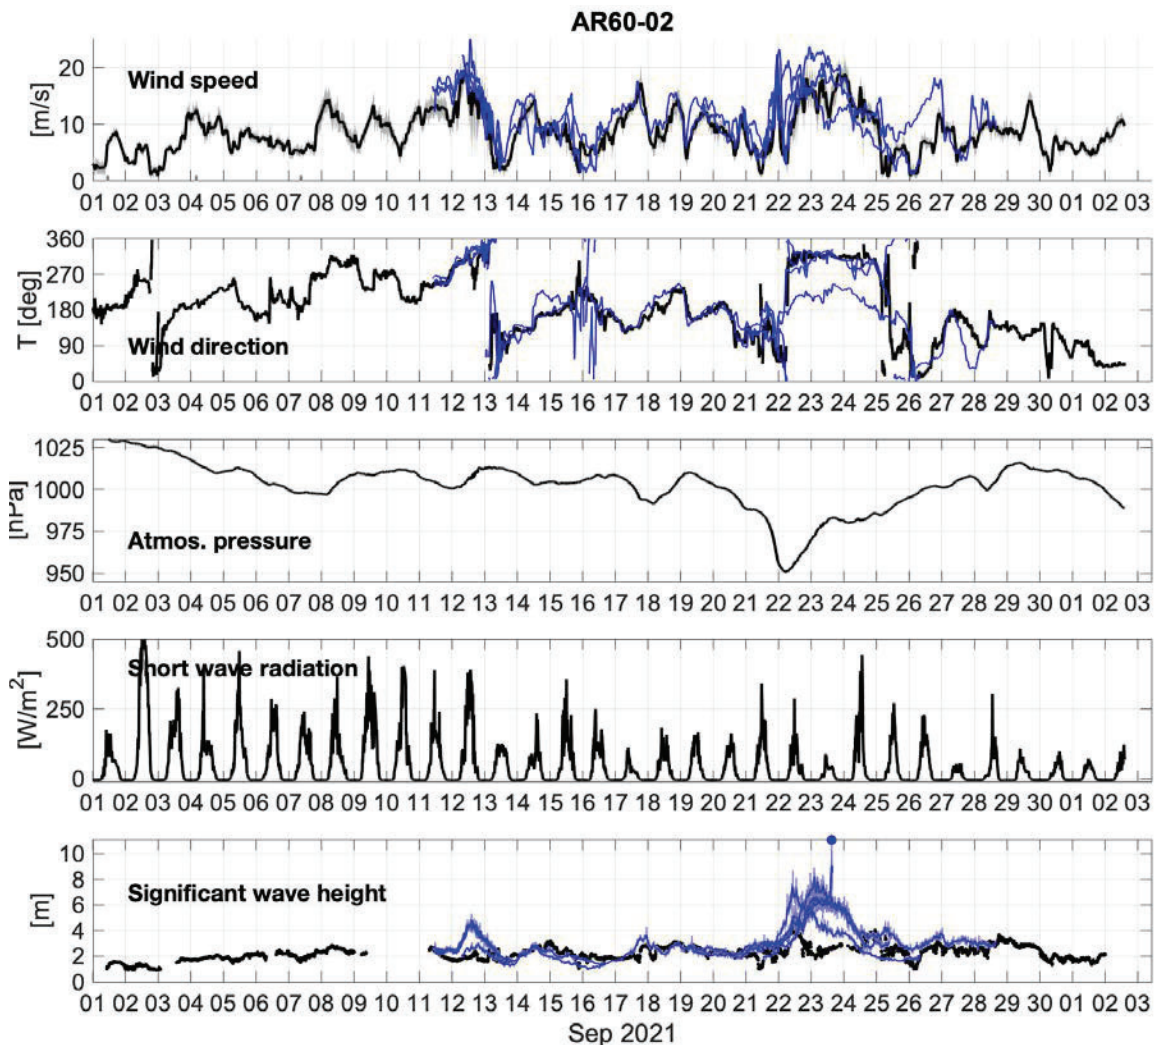 AR60-02
Wind speed
[m/s]
20
10
0
01 02 03 04 05 06 07 08 09 10 11 12 13 14 15 16 17 18 19 20 21 22 23 24 25 26 27 28 29 30 01 02 03
T [deg]
360
270
180
90
0
Wind direction
01 02 03 04 05 06 07 08 09 10 11 12 13 14 15 16 17 18 19 20 21 22 23 24 25 26 27 28 29 30 01 02 03
[hPa]
1025
1000
975
950
Atmos. pressure
01 02 03 04 05 06 07 08 09 10 11 12 13 14 15 16 17 18 19 20 21 22 23 24 25 26 27 28 29 30 01 02 03
Short wave radiation
[W/m²]
500
250
0
01 02 03 04 05 06 07 08 09 10 11 12 13 14 15 16 17 18 19 20 21 22 23 24 25 26 27 28 29 30 01 02 03
Significant wave height
[m]
10
8
6
4
2
0
01 02 03 04 05 06 07 08 09 10 11 12 13 14 15 16 17 18 19 20 21 22 23 24 25 26 27 28 29 30 01 02 03
Sep 2021